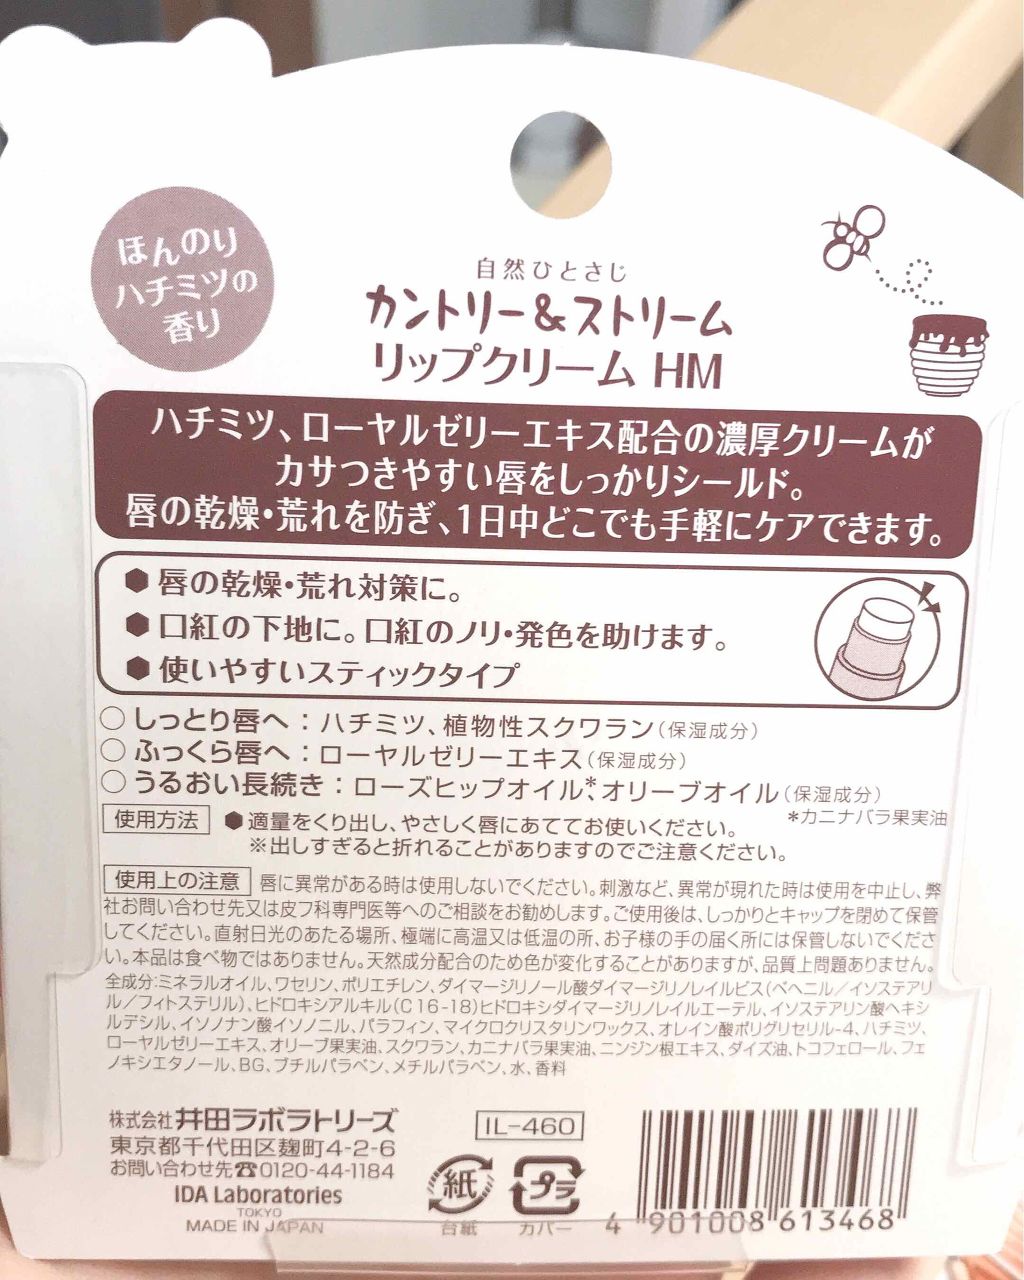 ほんのり
ハチミツの
香り
自然ひとさじ
カントリー&ストリーム
リップクリーム HM
ハチミツ、ローヤルゼリーエキス配合の濃厚クリームが
カサつきやすい唇をしっかりシールド。
唇の乾燥・荒れを防ぎ、1日中どこでも手軽にケアできます。
● 唇の乾燥・荒れ対策に。
● 口紅の下地に。口紅のノリ・発色を助けます。
● 使いやすいスティックタイプ
○ しっとり唇へ：ハチミツ、植物性スクワラン(保湿成分)
○ ふっくら唇へ：ローヤルゼリーエキス(保湿成分)
○ うるおい長続き：ローズヒップオイル*、オリーブオイル(保湿成分)
*カニナバラ果実油
使用方法 ●適量をくり出し、やさしく唇にあててお使いください。
※出しすぎると折れることがありますのでご注意ください。
使用上の注意 唇に異常がある時は使用しないでください。刺激など、異常が現れた時は使用を中止し、弊
社お問い合わせ先又は皮フ科専門医等へのご相談をお勧めします。ご使用後は、しっかりとキャップを閉めて保管
してください。直射日光のあたる場所、極端に高温又は低温の所、お子様の手の届く所には保管しないでくださ
い。本品は食べ物ではありません。天然成分配合のため色が変化することがありますが、品質上問題ありません。
全成分:ミネラルオイル、ワセリン、ポリエチレン、ダイマージリノール酸ダイマージリノレイルビス(ベヘニル/イソステアリ
ル/フィトステリル)、ヒドロキシアルキル(C16-18)ヒドロキシダイマージリノレイルエーテル、イソステアリン酸ヘキシ
ルデシル、イソノナン酸イソノニル、パラフィン、マイクロクリスタリンワックス、オレイン酸ポリグリセリル-4、ハチミツ、
ローヤルゼリーエキス、オリーブ果実油、スクワラン、カニナバラ果実油、ニンジン根エキス、ダイズ油、トコフェロール、フェ
ノキシエタノール、BG、ブチルパラベン、メチルパラベン、水、香料
株式会社 井田ラボラトリーズ
東京都千代田区麹町4-2-6
お問い合わせ先☎0120-44-1184
IDA Laboratories
TOKYO
MADE IN JAPAN
IL-460
紙
台紙
プラ
カバー
4 901008 613468